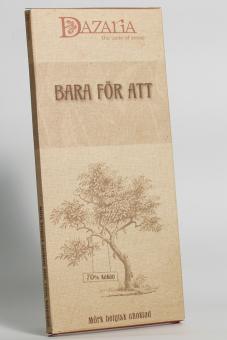 DAZARIA
BARA FÖR ATT
70% kakao
Mörk belgisk choklad